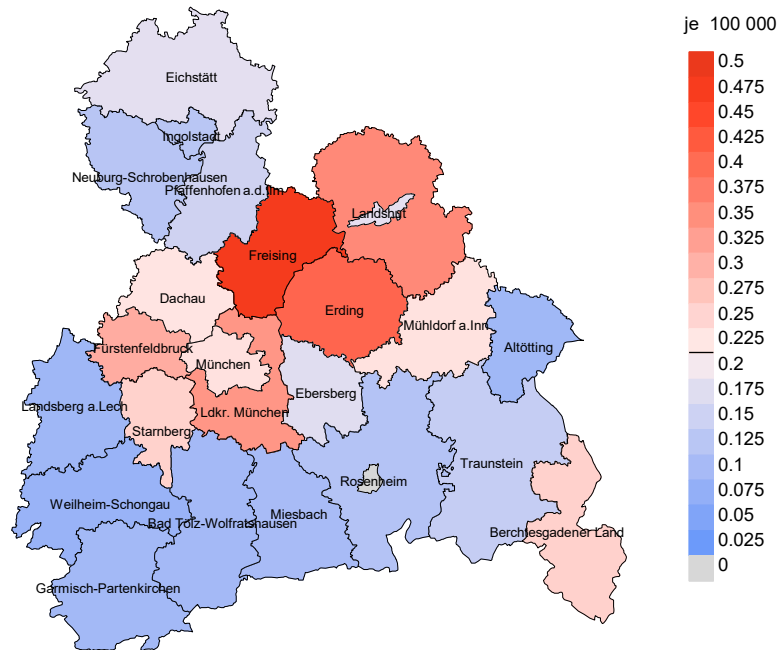 je 100 000
0.5
0.475
0.425
0.4
0.375
0.35
0.325
0.3
0.275
0.25
0.225
0.2
0.175
0.15
0.125
0.1
0.075
0.05
0.025
0
Eichstätt
Ingolstadt
Neuburg-Schrobenhausen
Pfaffenhofen a.d.Ilm
Landshut
Freising
Dachau
Erding
Mühldorf a.Inn
Fürstenfeldbruck
München
Altötting
Ebersberg
Landsberg a.Lech
Ldkr. München
Starnberg
Traunstein
Rosenheim
Weilheim-Schongau
Miesbach
Bad Tölz-Wolfratshausen
Berchtesgadener Land
Garmisch-Partenkirchen